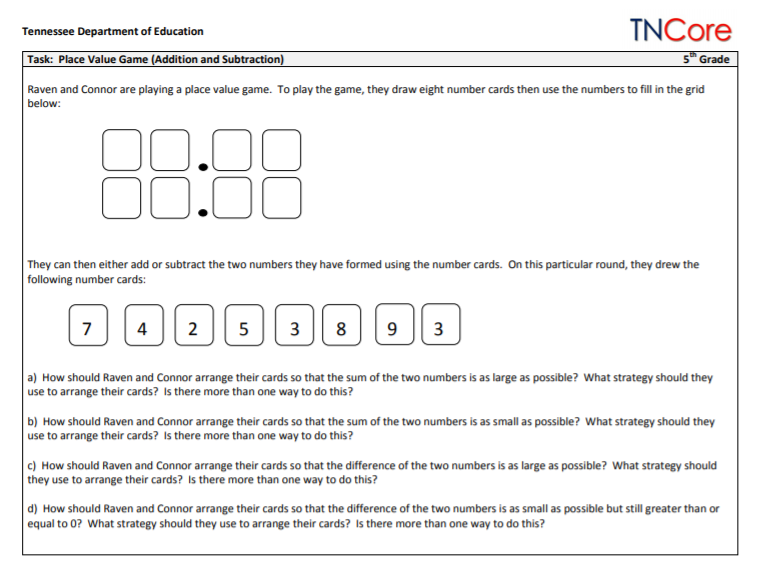 TNCore
Tennessee Department of Education
Task: Place Value Game (Addition and Subtraction) 5th Grade
Raven and Connor are playing a place value game. To play the game, they draw eight number cards then use the numbers to fill in the grid
below:
They can then either add or subtract the two numbers they have formed using the number cards. On this particular round, they drew the
following number cards:
7 4 2 5 3 8 9 3
a) How should Raven and Connor arrange their cards so that the sum of the two numbers is as large as possible? What strategy should they
use to arrange their cards? Is there more than one way to do this?
b) How should Raven and Connor arrange their cards so that the sum of the two numbers is as small as possible? What strategy should they
use to arrange their cards? Is there more than one way to do this?
c) How should Raven and Connor arrange their cards so that the difference of the two numbers is as large as possible? What strategy should
they use to arrange their cards? Is there more than one way to do this?
d) How should Raven and Connor arrange their cards so that the difference of the two numbers is as small as possible but still greater than or
equal to 0? What strategy should they use to arrange their cards? Is there more than one way to do this?